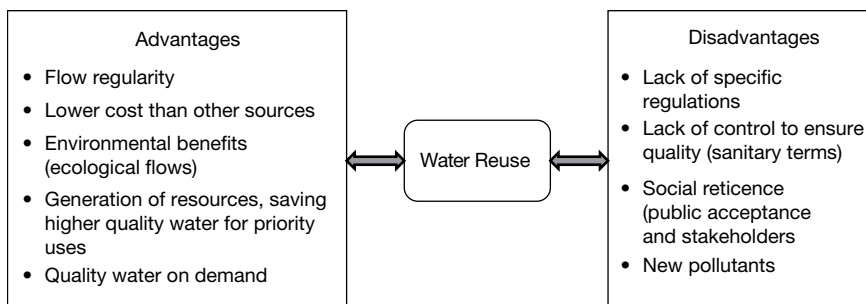 Advantages
• Flow regularity
• Lower cost than other sources
• Environmental benefits
(ecological flows)
• Generation of resources, saving
higher quality water for priority
uses
• Quality water on demand
Water Reuse
Disadvantages
• Lack of specific
regulations
• Lack of control to ensure
quality (sanitary terms)
• Social reticence
(public acceptance
and stakeholders
• New pollutants